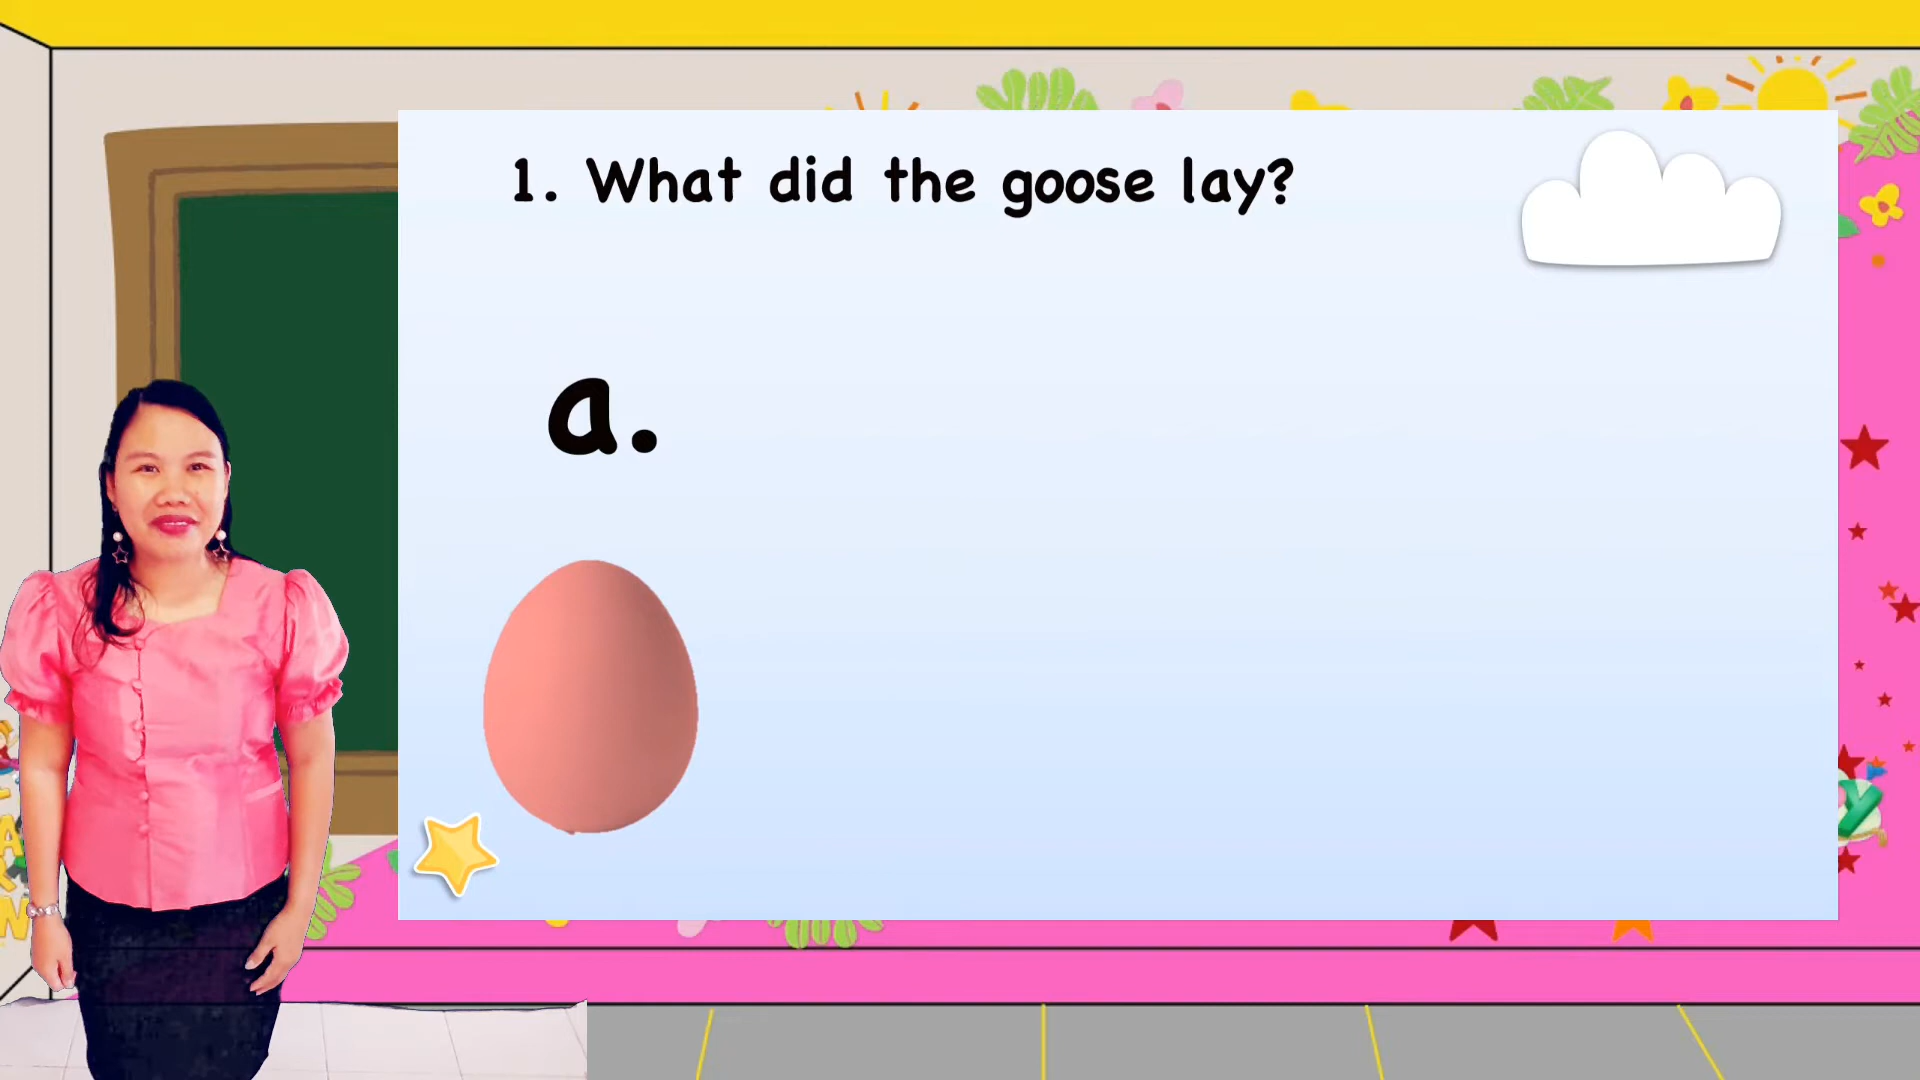 1. What did the goose lay?
a.